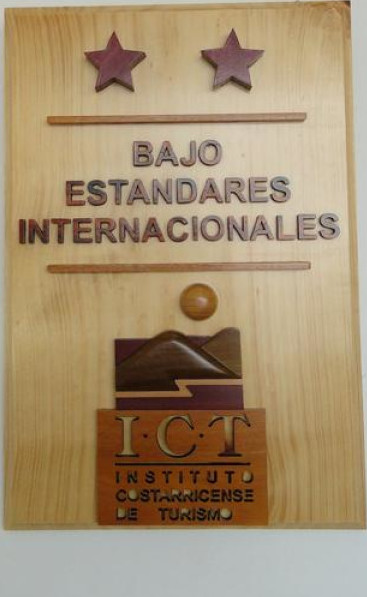 BAJO
ESTANDARES
INTERNACIONALES
I·C·T
INSTITUTO
COSTARRICENSE
DE TURISMO